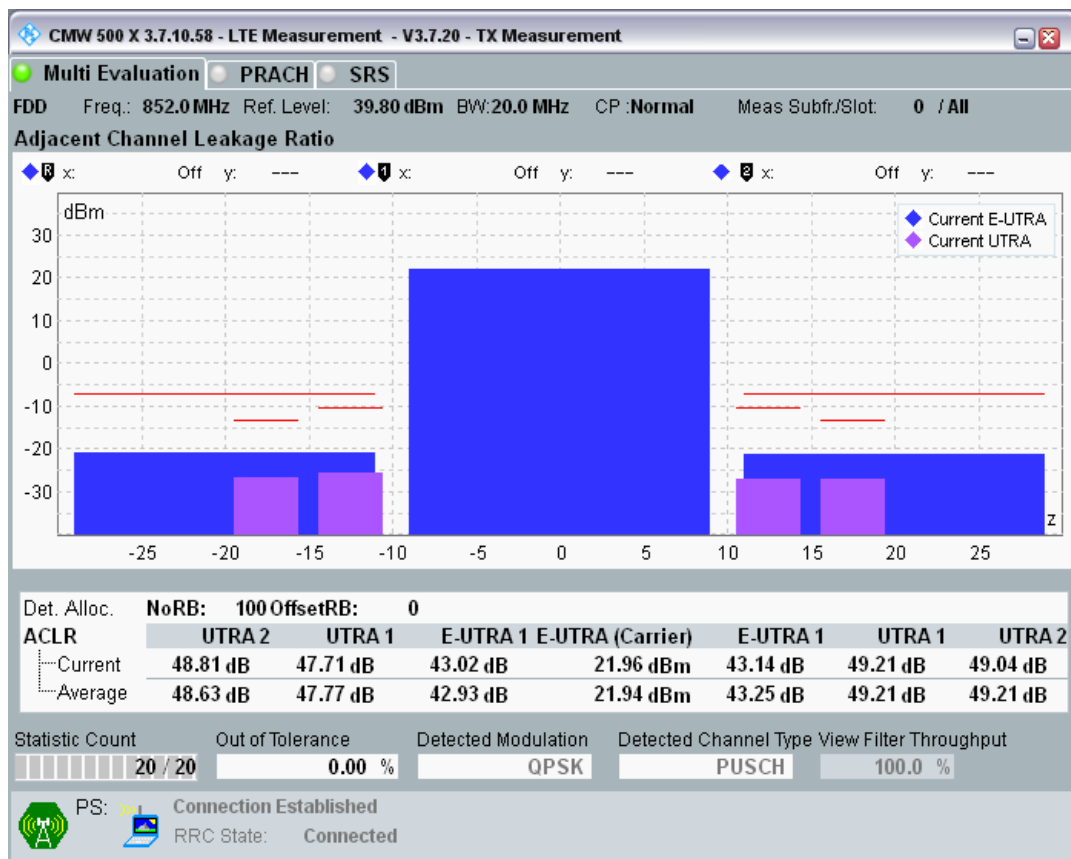 CMW 500 X 3.7.10.58 - LTE Measurement - V3.7.20 - TX Measurement
Multi Evaluation PRACH SRS
FDD Freq.: 852.0 MHz Ref. Level: 39.80 dBm BW:20.0 MHz CP :Normal Meas Subfr./Slot: 0 / All
Adjacent Channel Leakage Ratio
R x: Off y: --- 1 x: Off y: --- 2 x: Off y: ---
dBm
Current E-UTRA
Current UTRA
30
20
10
0
-10
-20
-30
z
-25 -20 -15 -10 -5 0 5 10 15 20 25
Det. Alloc. NoRB: 100 OffsetRB: 0
ACLR UTRA 2 UTRA 1 E-UTRA 1 E-UTRA (Carrier) E-UTRA 1 UTRA 1 UTRA 2
Current 48.81 dB 47.71 dB 43.02 dB 21.96 dBm 43.14 dB 49.21 dB 49.04 dB
Average 48.63 dB 47.77 dB 42.93 dB 21.94 dBm 43.25 dB 49.21 dB 49.21 dB
Statistic Count Out of Tolerance Detected Modulation Detected Channel Type View Filter Throughput
20 / 20 0.00 % QPSK PUSCH 100.0 %
PS: Connection Established
RRC State: Connected